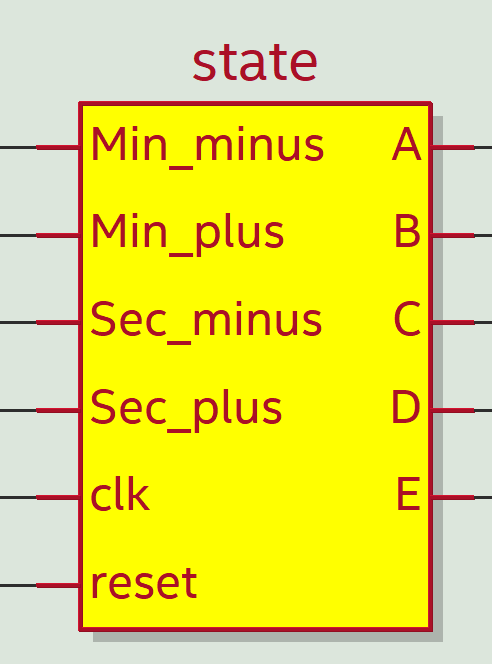 state
Min_minus A
Min_plus B
Sec_minus C
Sec_plus D
clk E
reset